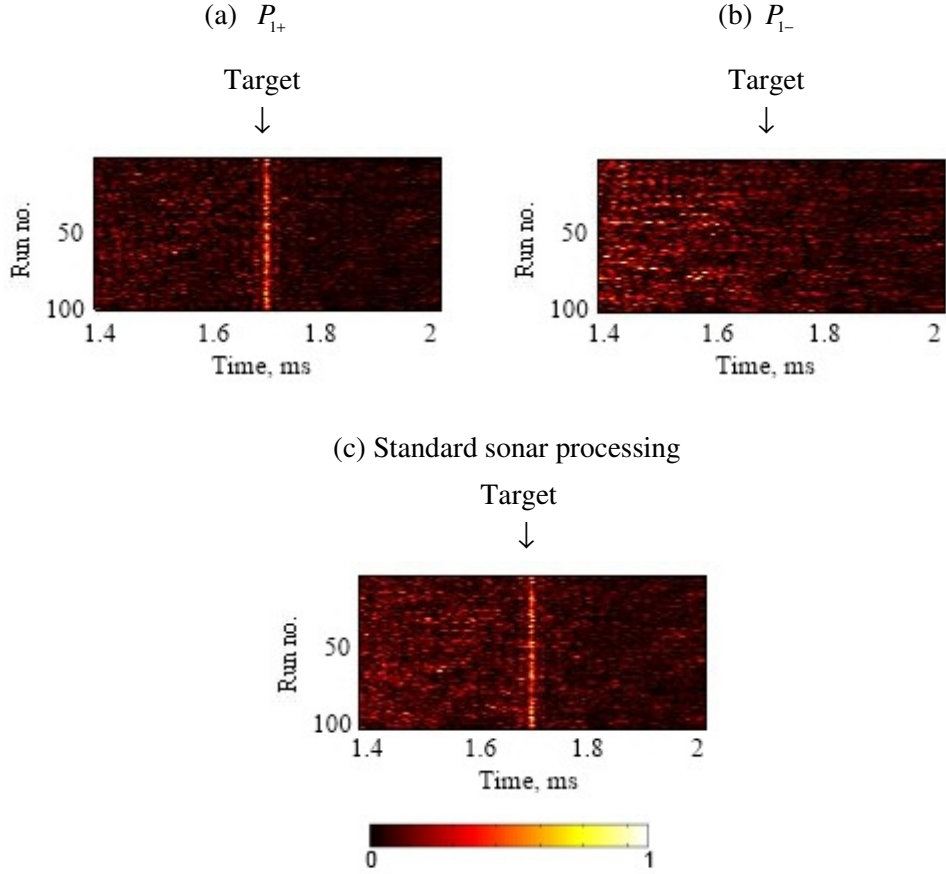 (a) P1+
(b) P1−
Target
Target
↓
↓
Run no.
50
100
1.4 1.6 1.8 2
Time, ms
Run no.
50
100
1.4 1.6 1.8 2
Time, ms
(c) Standard sonar processing
Target
↓
Run no.
50
100
1.4 1.6 1.8 2
Time, ms
0 1